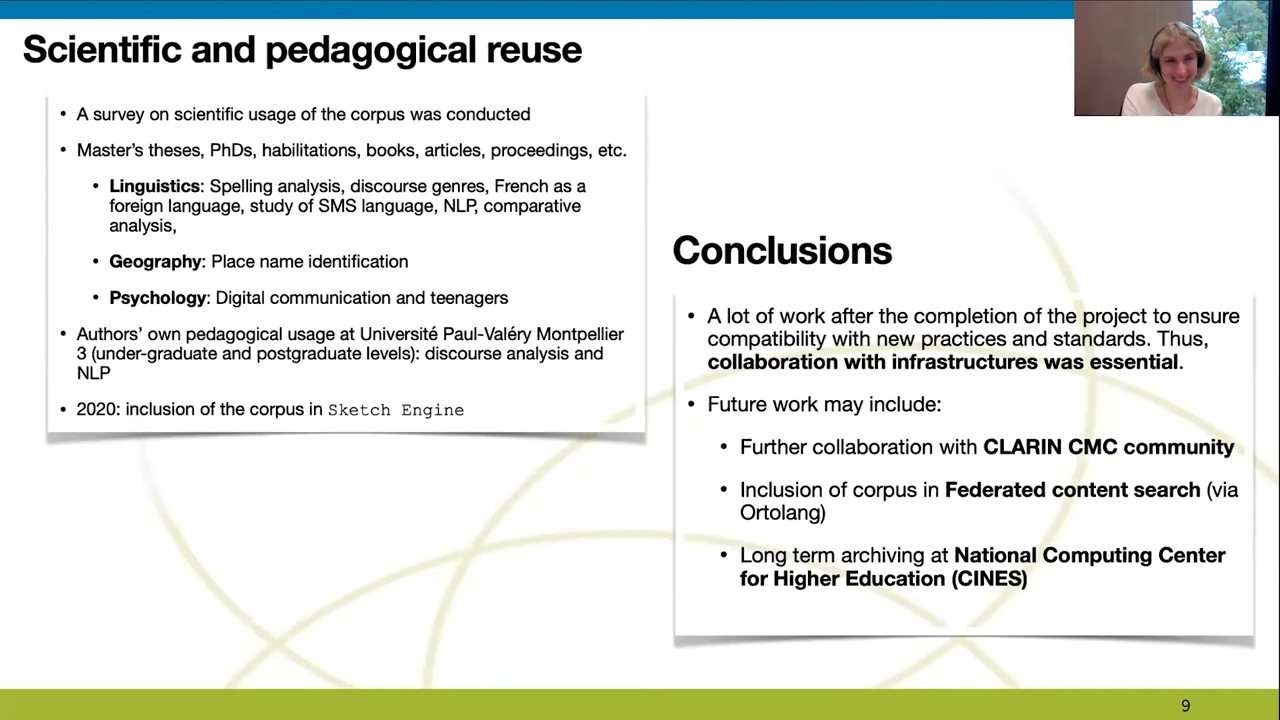 Scientific and pedagogical reuse
• A survey on scientific usage of the corpus was conducted
• Master's theses, PhDs, habilitations, books, articles, proceedings, etc.
• Linguistics: Spelling analysis, discourse genres, French as a
foreign language, study of SMS language, NLP, comparative
analysis,
• Geography: Place name identification
• Psychology: Digital communication and teenagers
• Authors' own pedagogical usage at Université Paul-Valéry Montpellier
3 (under-graduate and postgraduate levels): discourse analysis and
NLP
• 2020: inclusion of the corpus in Sketch Engine
Conclusions
• A lot of work after the completion of the project to ensure
compatibility with new practices and standards. Thus,
collaboration with infrastructures was essential.
• Future work may include:
• Further collaboration with CLARIN CMC community
• Inclusion of corpus in Federated content search (via
Ortolang)
• Long term archiving at National Computing Center
for Higher Education (CINES)
9